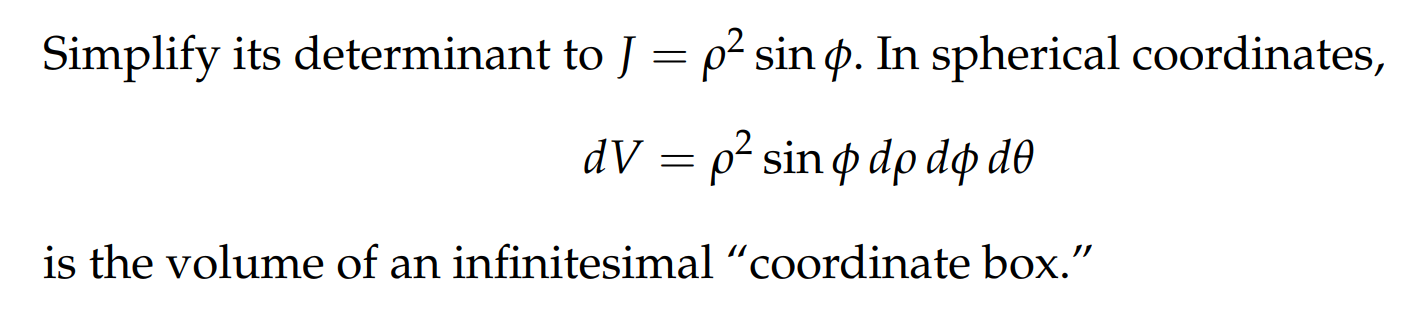 Simplify its determinant to J = ρ² sin ϕ. In spherical coordinates,
dV = ρ² sin ϕ dρ dϕ dθ
is the volume of an infinitesimal “coordinate box.”